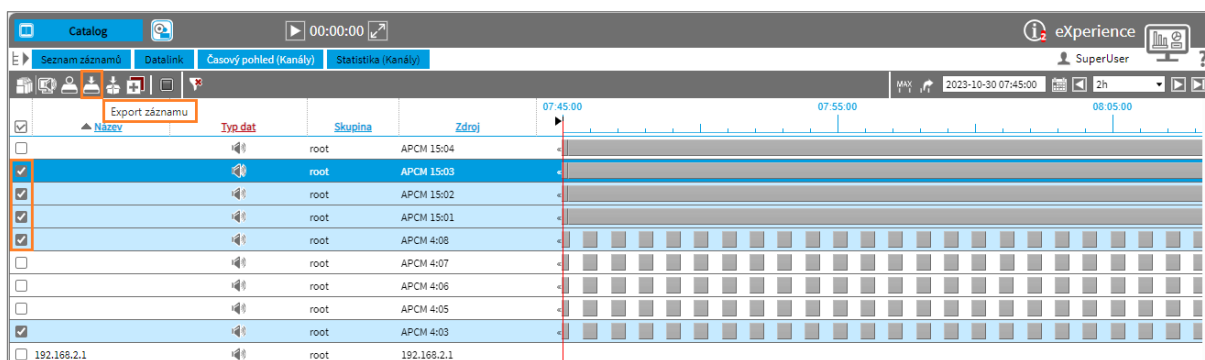 Catalog 00:00:00 i2 eXperience
Seznam záznamů Datalink Časový pohled (Kanály) Statistika (Kanály) SuperUser ?
MAX 2023-10-30 07:45:00 2h
Export záznamu
07:45:00 07:55:00 08:05:00
Název Typ dat Skupina Zdroj
root APCM 15:04
root APCM 15:03
root APCM 15:02
root APCM 15:01
root APCM 4:08
root APCM 4:07
root APCM 4:06
root APCM 4:05
root APCM 4:03
192.168.2.1 root 192.168.2.1